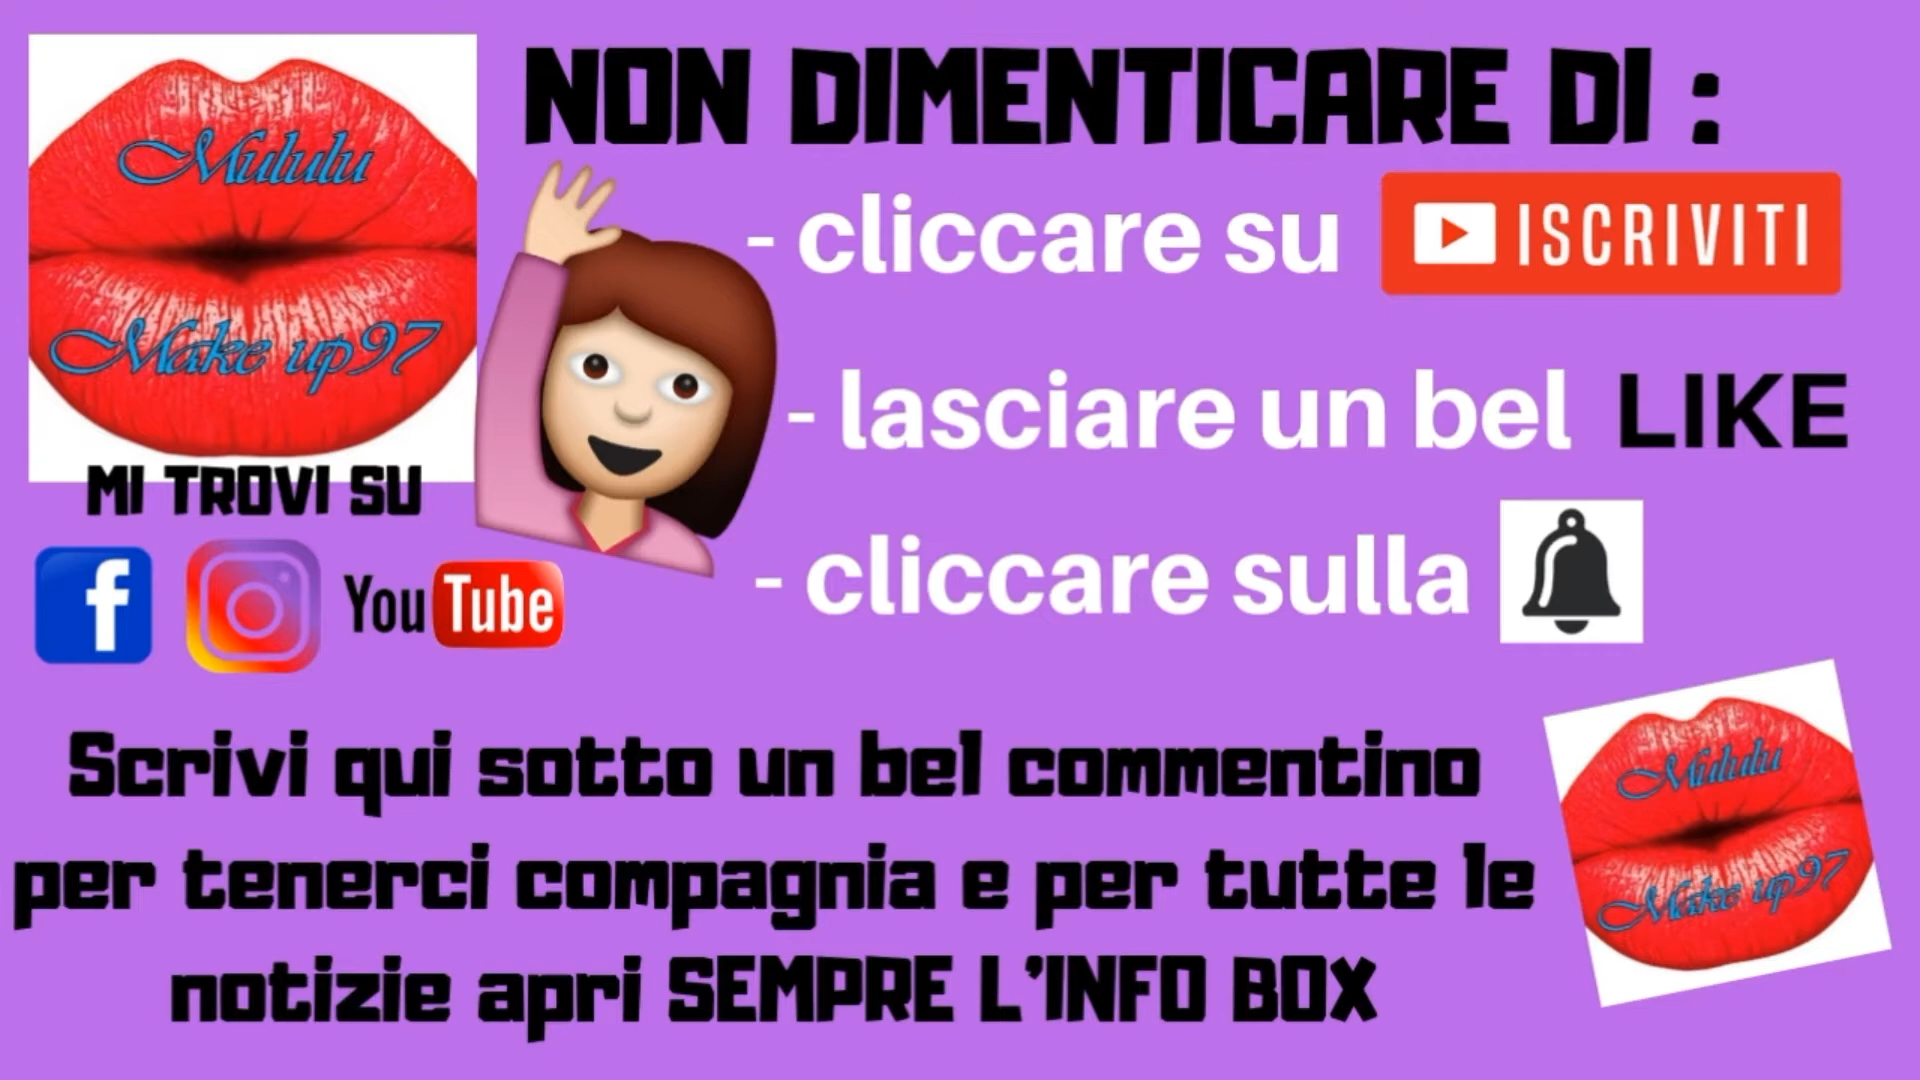 Mululu
Make up97
MI TROVI SU
f
YouTube
NON DIMENTICARE DI :
- cliccare su ISCRIVITI
- lasciare un bel LIKE
- cliccare sulla
Scrivi qui sotto un bel commentino
per tenerci compagnia e per tutte le
notizie apri SEMPRE L'INFO BOX
Mululu
Make up97